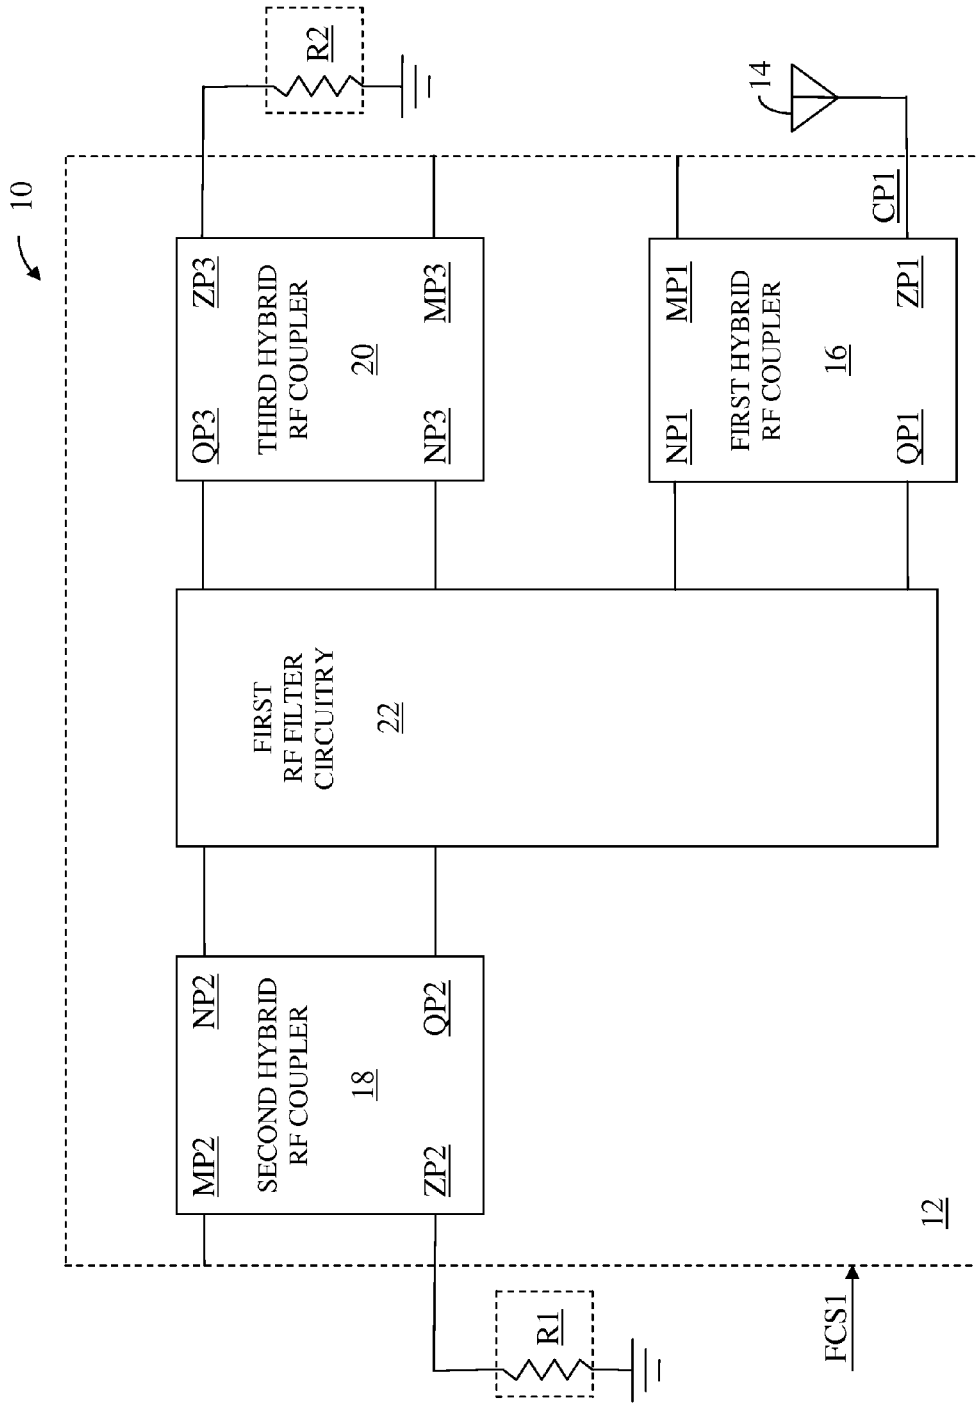 10
MP2
NP2
SECOND HYBRID
RF COUPLER
18
ZP2
QP2
FIRST
RF FILTER
CIRCUITRY
22
QP3
ZP3
THIRD HYBRID
RF COUPLER
20
NP3
MP3
R2
R1
NP1
MP1
FIRST HYBRID
RF COUPLER
16
QP1
ZP1
CP1
14
FCS1
12